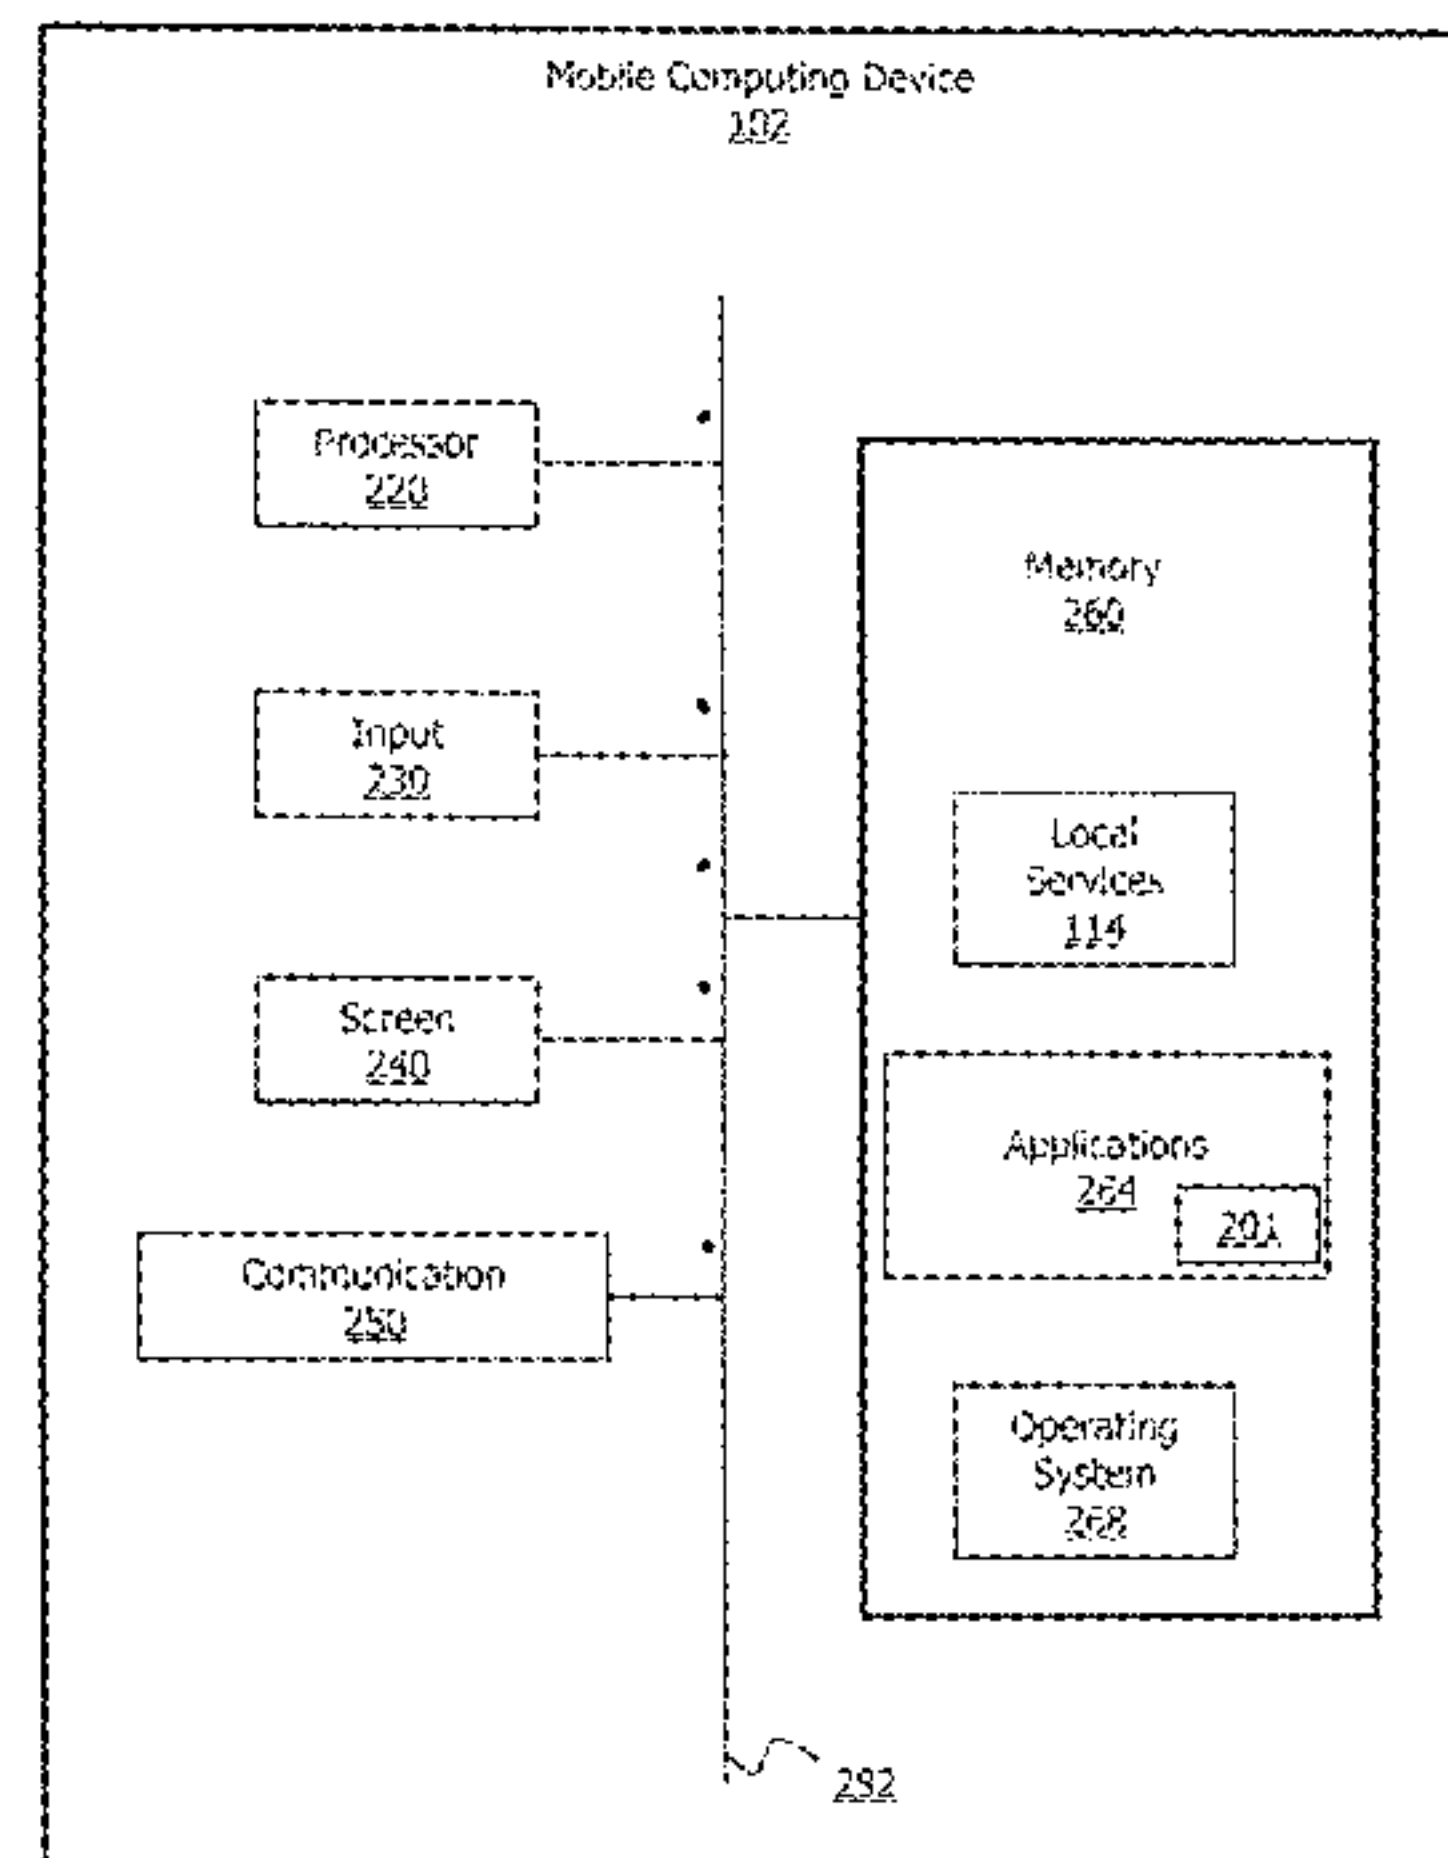 Mobile Computing Device
102
Processor
220
Memory
260
Input
230
Local
Services
114
Screen
240
Applications
264
201
Communication
250
Operating
System
268